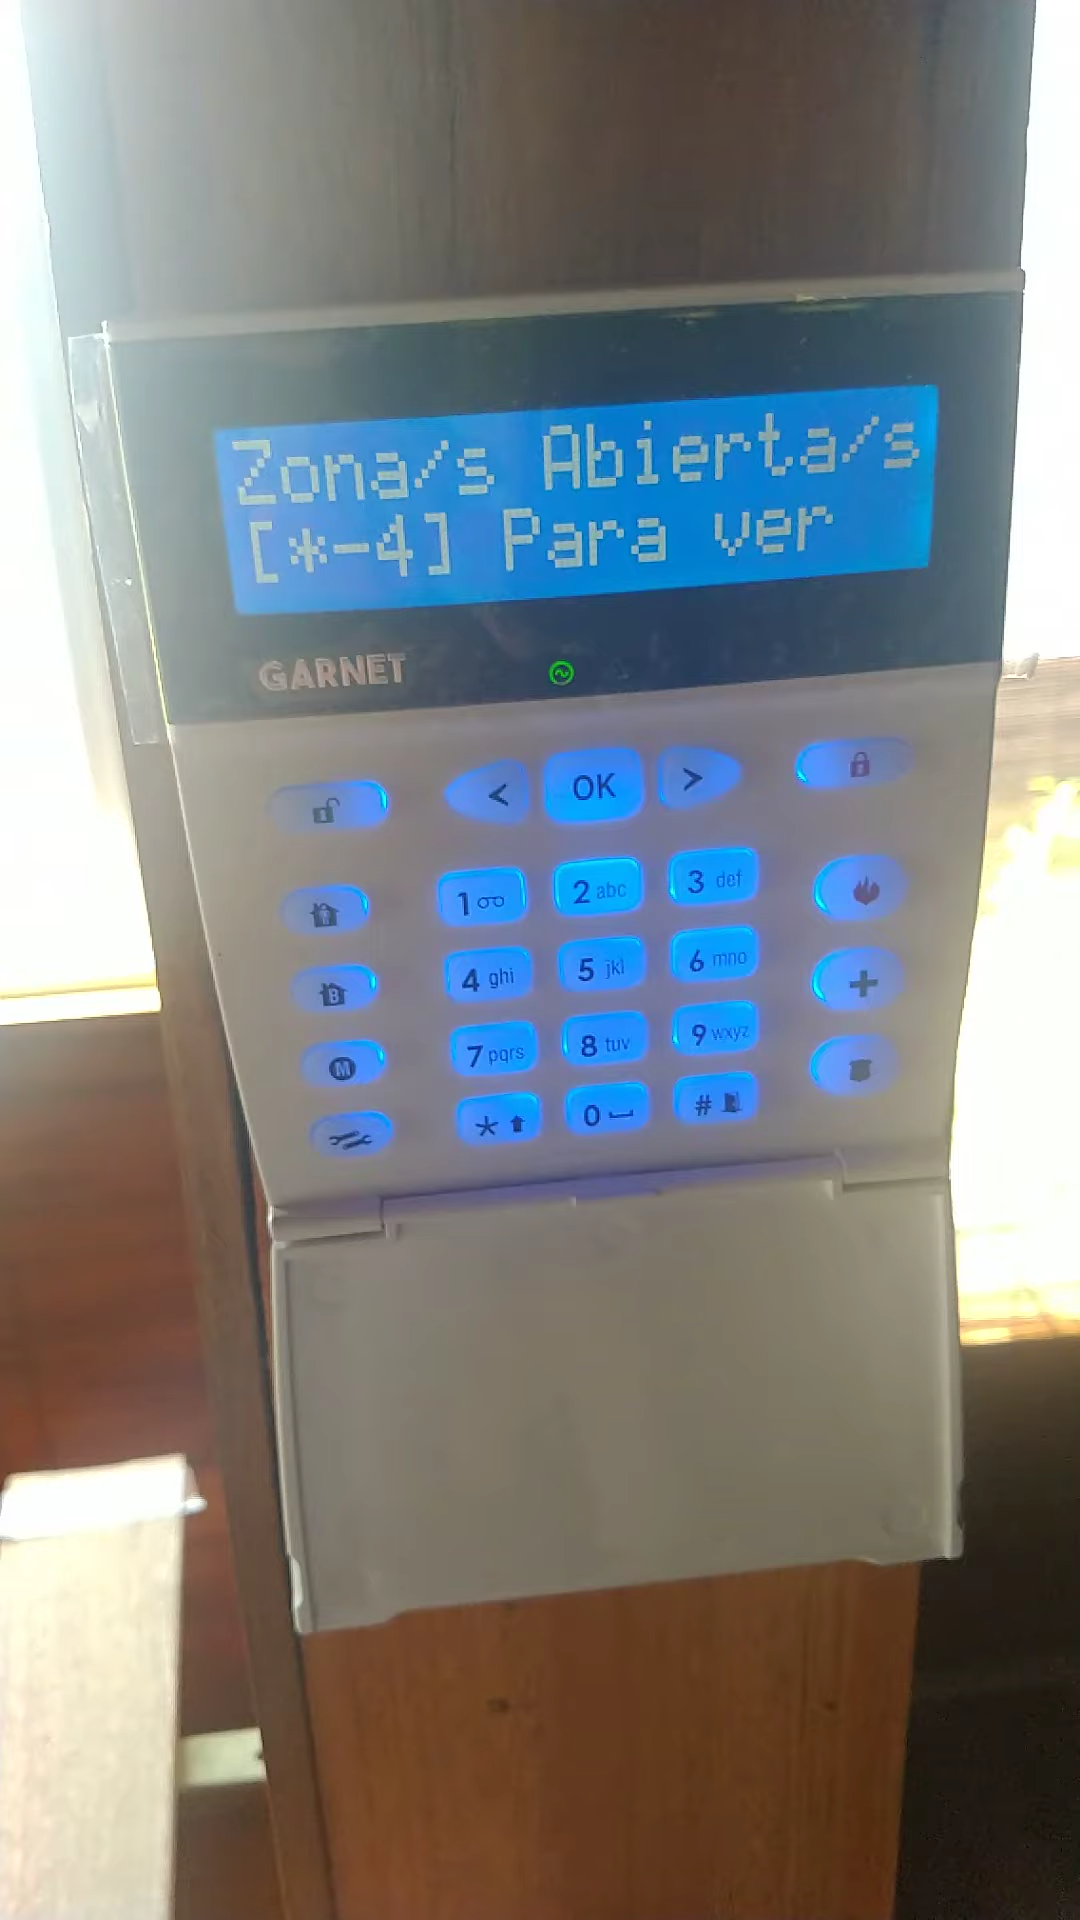 Zona/s Abierta/s
[*-4] Para ver
GARNET
< OK >
1 2 abc 3 def
4 ghi 5 jkl 6 mno
B
7 pqrs 8 tuv 9 wxyz
M
* 0 #